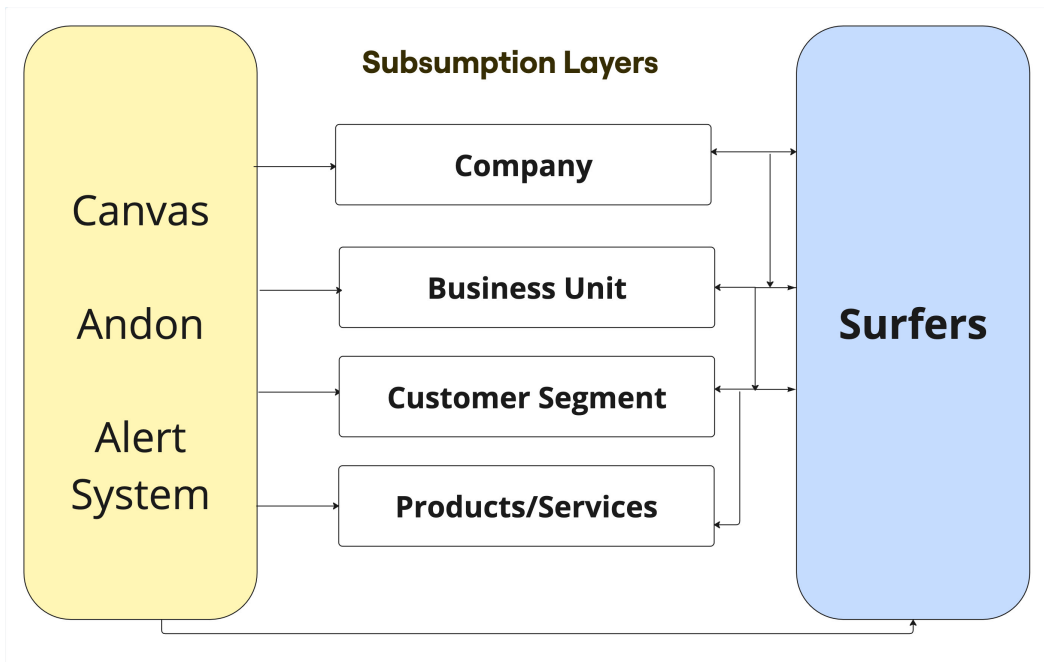 Subsumption Layers
Canvas
Andon
Alert
System
Company
Business Unit
Customer Segment
Products/Services
Surfers